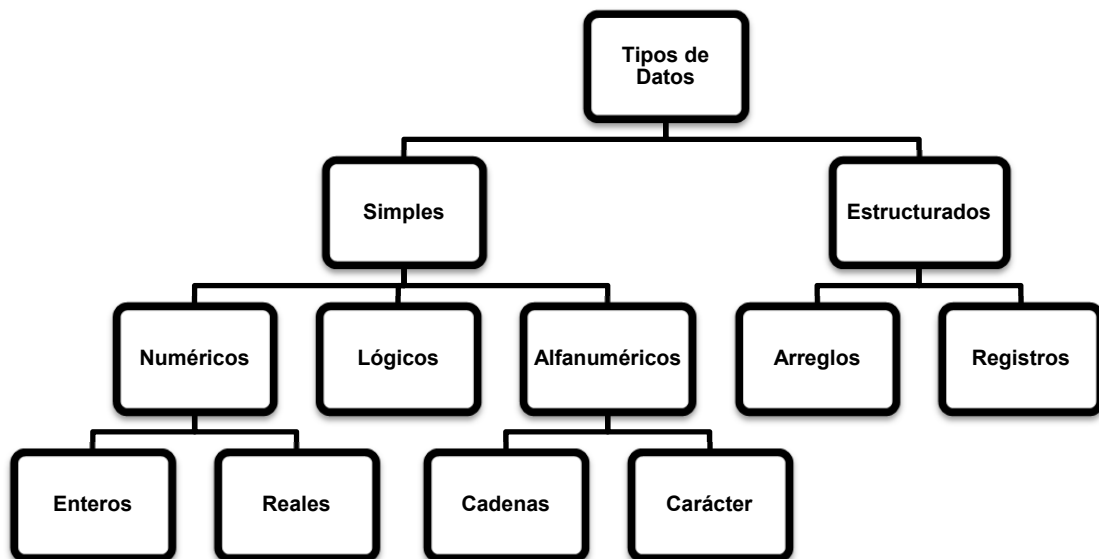 Tipos de
Datos
Simples
Estructurados
Numéricos
Lógicos
Alfanuméricos
Arreglos
Registros
Enteros
Reales
Cadenas
Carácter